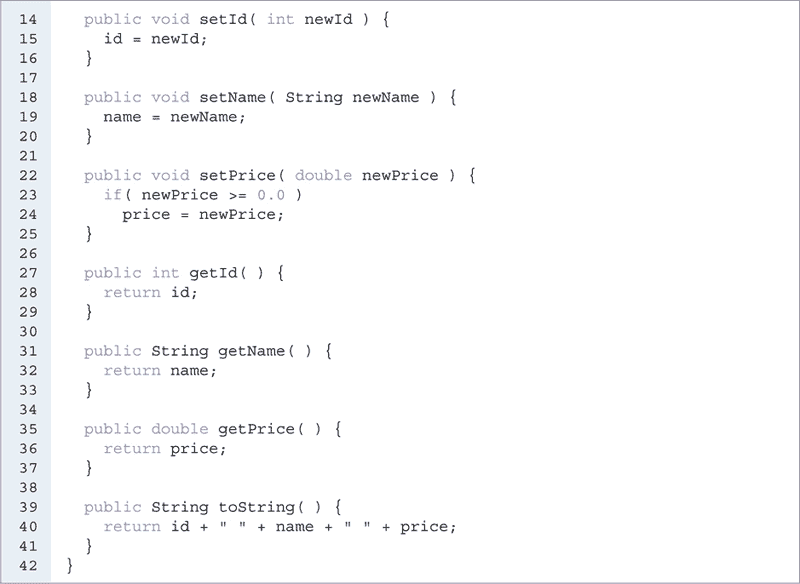 14 public void setId( int newId ) {
15 id = newId;
16 }
17
18 public void setName( String newName ) {
19 name = newName;
20 }
21
22 public void setPrice( double newPrice ) {
23 if( newPrice >= 0.0 )
24 price = newPrice;
25 }
26
27 public int getId( ) {
28 return id;
29 }
30
31 public String getName( ) {
32 return name;
33 }
34
35 public double getPrice( ) {
36 return price;
37 }
38
39 public String toString( ) {
40 return id + " " + name + " " + price;
41 }
42 }